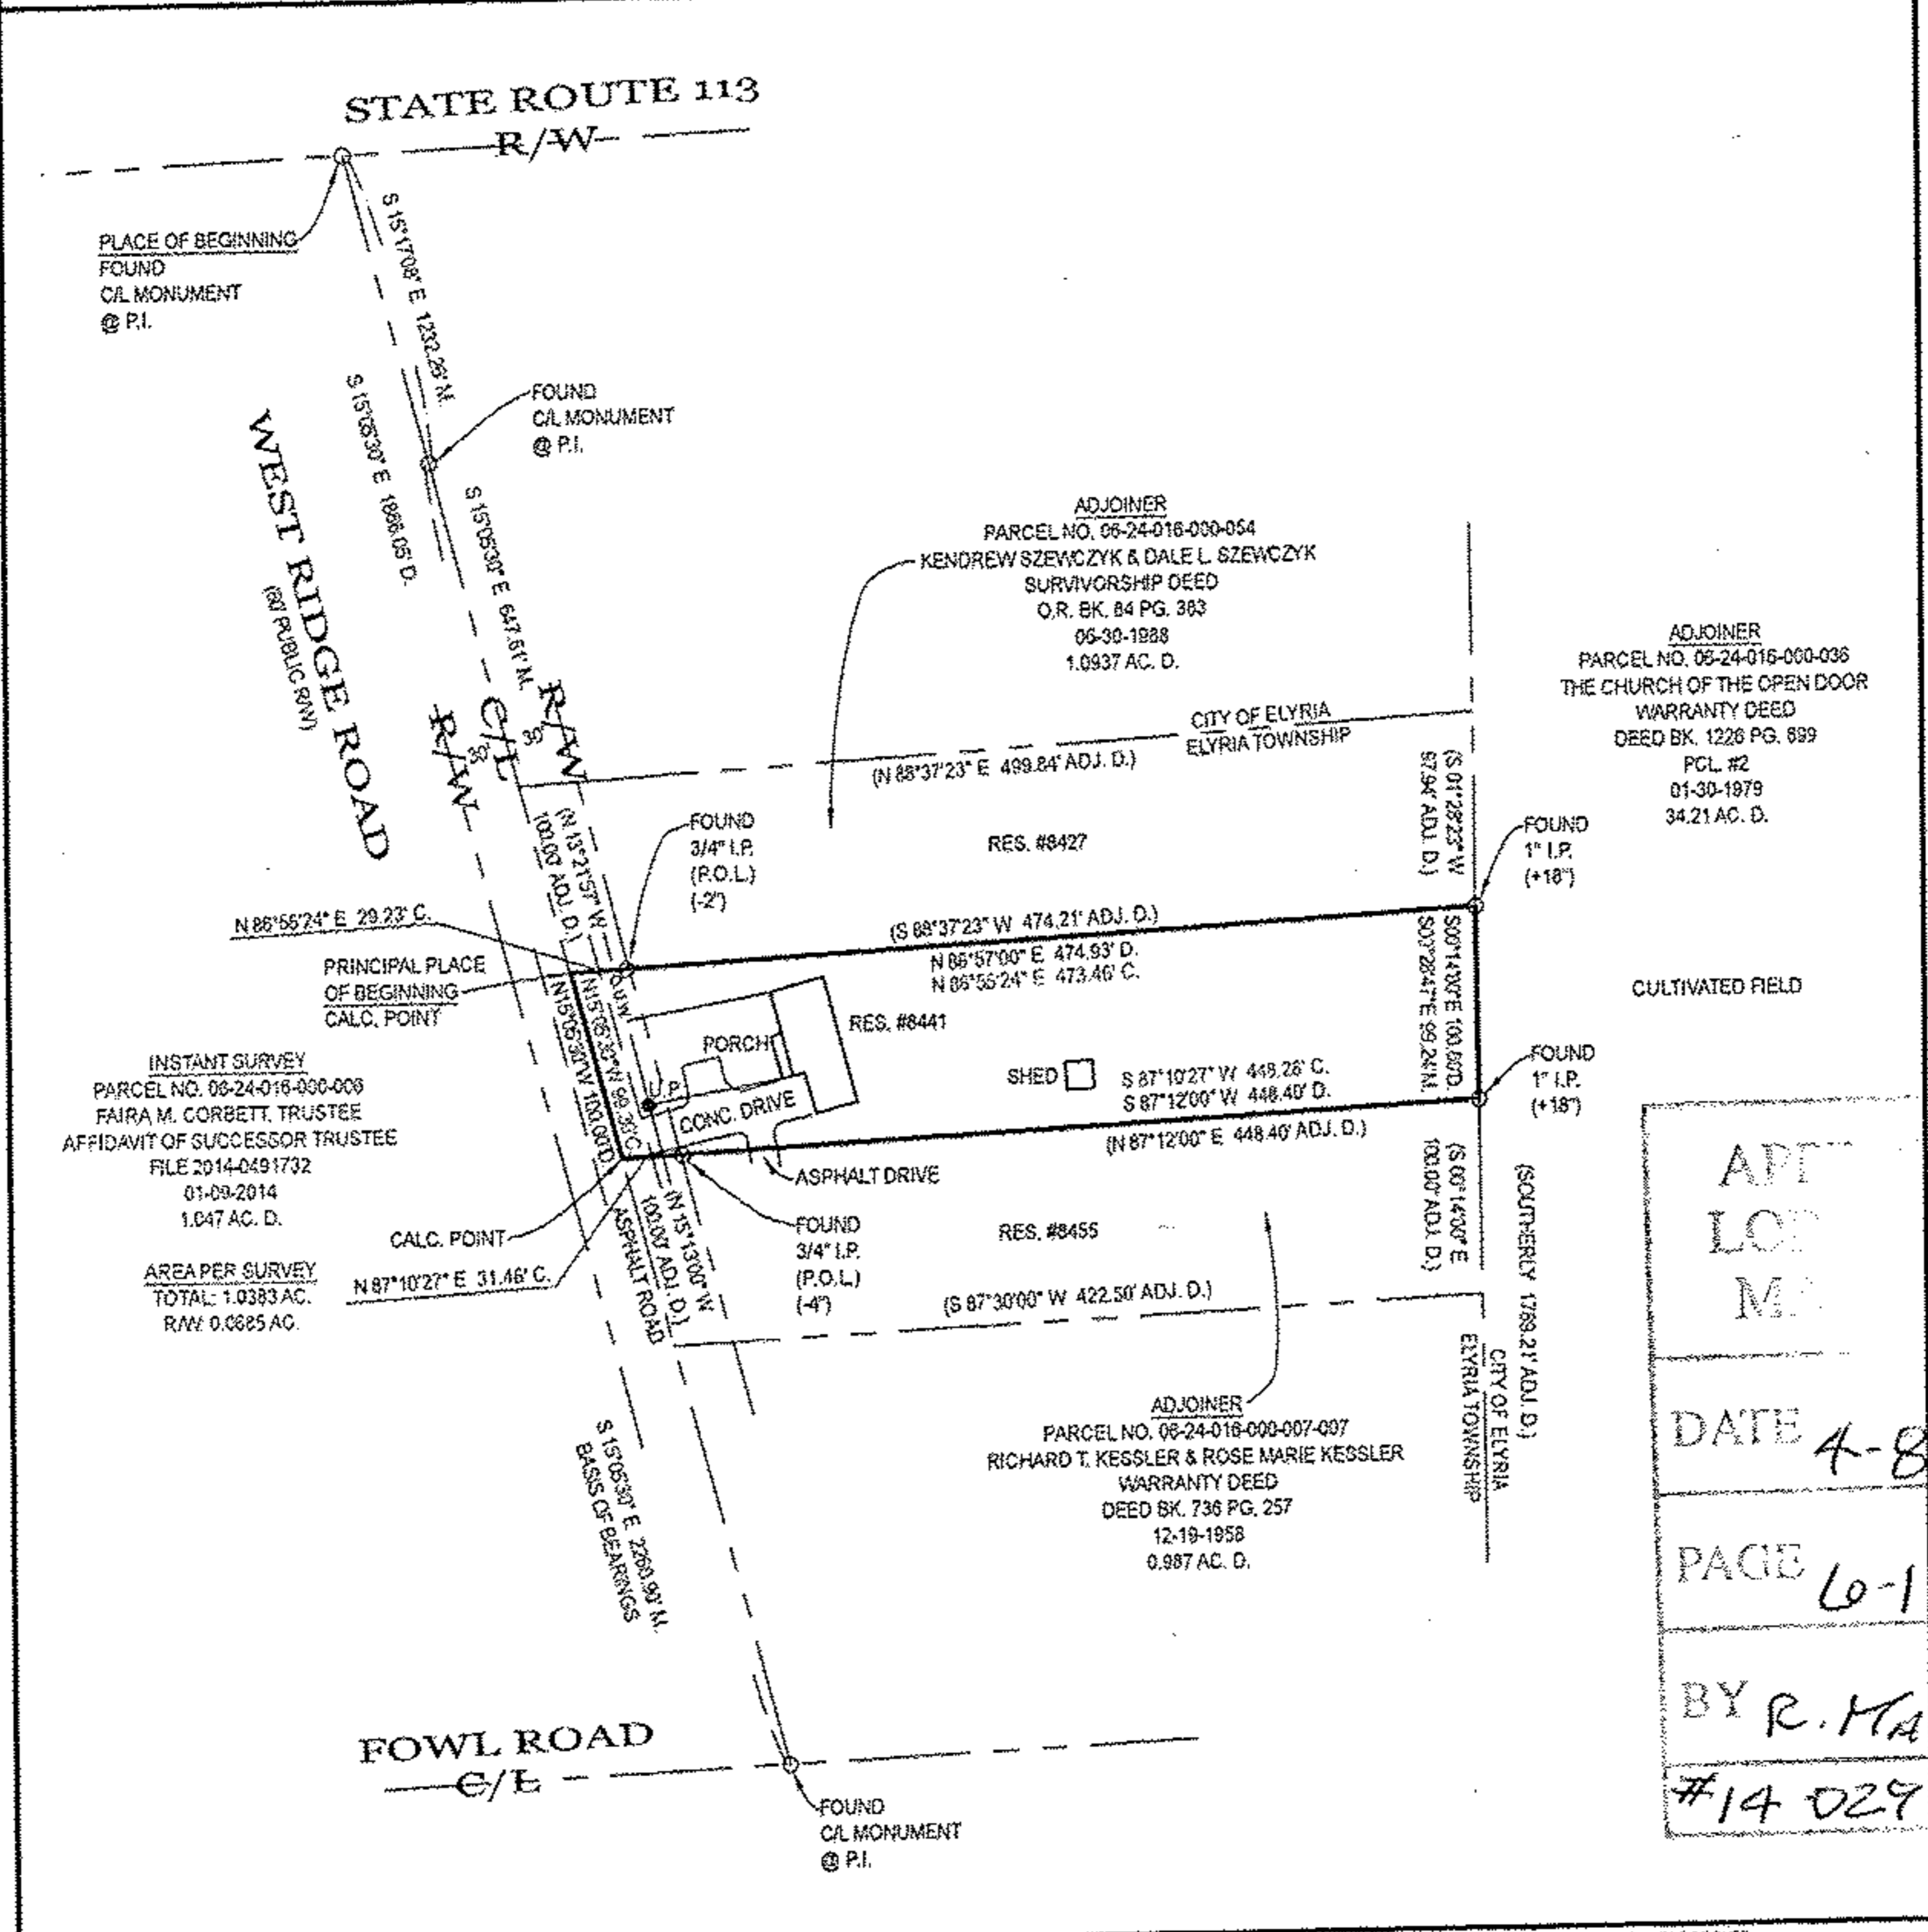 STATE ROUTE 113
R/W
PLACE OF BEGINNING
FOUND
C/L MONUMENT
@ P.I.
S 15°17'08" E 1232.26' M.
S 15°05'30" E 1866.05' D.
FOUND
C/L MONUMENT
@ P.I.
WEST RIDGE ROAD
(60' PUBLIC R/W)
S 15°05'30" E 647.61' M.
R/W
C/L
R/W
30'
30'
ADJOINER
PARCEL NO. 06-24-016-000-054
KENDREW SZEWCZYK & DALE L. SZEWCZYK
SURVIVORSHIP DEED
O.R. BK. 84 PG. 383
06-30-1988
1.0937 AC. D.
ADJOINER
PARCEL NO. 06-24-016-000-036
THE CHURCH OF THE OPEN DOOR
WARRANTY DEED
DEED BK. 1226 PG. 899
PCL. #2
01-30-1979
34.21 AC. D.
CITY OF ELYRIA
ELYRIA TOWNSHIP
(N 88°37'23" E 499.84' ADJ. D.)
(S 01°28'23" W
97.94' ADJ. D.)
(N 13°21'57" W
100.00' ADJ. D.)
FOUND
3/4" I.P.
(P.O.L.)
(-2")
RES. #8427
FOUND
1" I.P.
(+18")
N 86°56'24" E 29.23' C.
(S 88°37'23" W 474.21' ADJ. D.)
N 86°57'00" E 474.93' D.
N 86°56'24" E 473.46' C.
PRINCIPAL PLACE
OF BEGINNING
CALC. POINT
N15°05'30"W 100.00'D.
RES. #8441
PORCH
U.P.
CONC. DRIVE
SHED
S 87°10'27" W 448.28' C.
S 87°12'00" W 448.40' D.
(N 87°12'00" E 448.40' ADJ. D.)
S00°14'00"E 100.00'D.
CULTIVATED FIELD
FOUND
1" I.P.
(+18")
INSTANT SURVEY
PARCEL NO. 06-24-016-000-006
FAIRA M. CORBETT, TRUSTEE
AFFIDAVIT OF SUCCESSOR TRUSTEE
FILE 2014-0491732
01-09-2014
1.047 AC. D.
AREA PER SURVEY
TOTAL: 1.0383 AC.
R/W: 0.0685 AC.
CALC. POINT
N 87°10'27" E 31.46' C.
ASPHALT DRIVE
ASPHALT ROAD
(N 15°13'00" W
100.00' ADJ. D.)
FOUND
3/4" I.P.
(P.O.L.)
(-4")
RES. #8455
(S 00°14'00" E
100.00' ADJ. D.)
(SOUTHERLY 1769.21' ADJ. D.)
(S 87°30'00" W 422.50' ADJ. D.)
CITY OF ELYRIA
ELYRIA TOWNSHIP
ADJOINER
PARCEL NO. 06-24-016-000-007-007
RICHARD T. KESSLER & ROSE MARIE KESSLER
WARRANTY DEED
DEED BK. 736 PG. 257
12-19-1958
0.987 AC. D.
S 15°05'30" E 2260.90' M.
BASIS OF BEARINGS
FOWL ROAD
C/L
FOUND
C/L MONUMENT
@ P.I.
DATE 4-8
PAGE 6-1
BY R. MA
#14 029